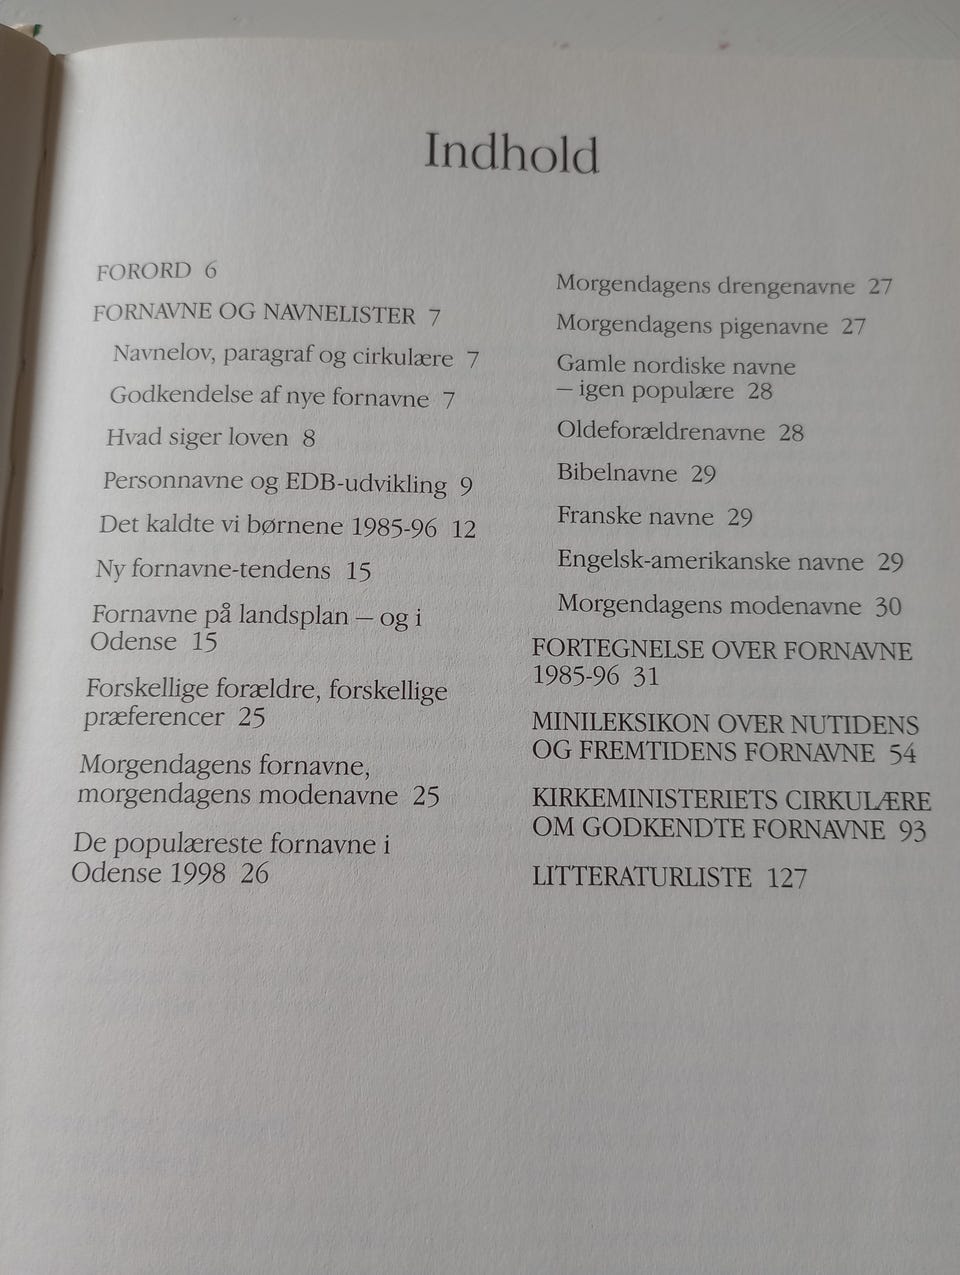 Indhold
FORORD 6
FORNAVNE OG NAVNELISTER 7
Navnelov, paragraf og cirkulære 7
Godkendelse af nye fornavne 7
Hvad siger loven 8
Personnavne og EDB-udvikling 9
Det kaldte vi børnene 1985-96 12
Ny fornavne-tendens 15
Fornavne på landsplan – og i
Odense 15
Forskellige forældre, forskellige
præferencer 25
Morgendagens fornavne,
morgendagens modenavne 25
De populæreste fornavne i
Odense 1998 26
Morgendagens drengenavne 27
Morgendagens pigenavne 27
Gamle nordiske navne
– igen populære 28
Oldeforældrenavne 28
Bibelnavne 29
Franske navne 29
Engelsk-amerikanske navne 29
Morgendagens modenavne 30
FORTEGNELSE OVER FORNAVNE
1985-96 31
MINILEKSIKON OVER NUTIDENS
OG FREMTIDENS FORNAVNE 54
KIRKEMINISTERIETS CIRKULÆRE
OM GODKENDTE FORNAVNE 93
LITTERATURLISTE 127